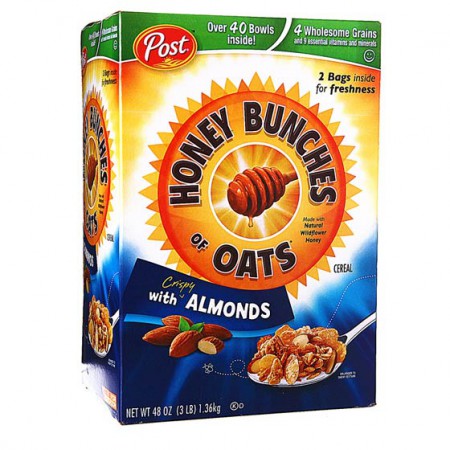 Post
Over 40 Bowls
inside!
4 Wholesome Grains
and 9 essential vitamins and minerals
2 Bags inside
for freshness
HONEY BUNCHES
OF OATS
Made with
Natural
Wildflower
Honey
CEREAL
Crispy
with ALMONDS
NET WT 48 OZ (3 LB) 1.36kg